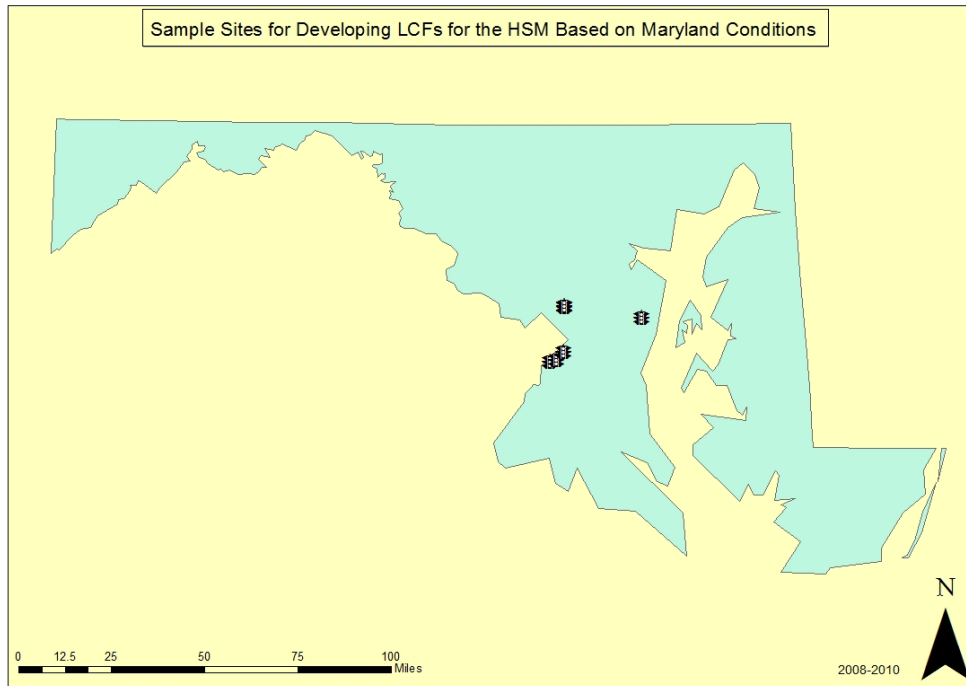 Sample Sites for Developing LCFs for the HSM Based on Maryland Conditions
N
0 12.5 25 50 75 100
Miles
2008-2010